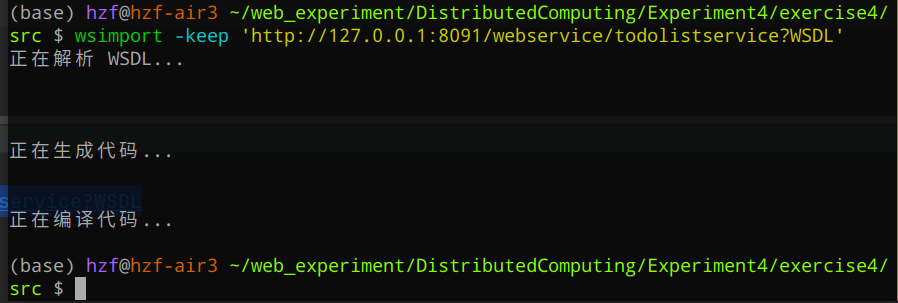 (base) hzf@hzf-air3 ~/web_experiment/DistributedComputing/Experiment4/exercise4/
src $ wsimport -keep 'http://127.0.0.1:8091/webservice/todolistservice?WSDL'
正在解析 WSDL...
正在生成代码...
service?WSDL
正在编译代码...
(base) hzf@hzf-air3 ~/web_experiment/DistributedComputing/Experiment4/exercise4/
src $